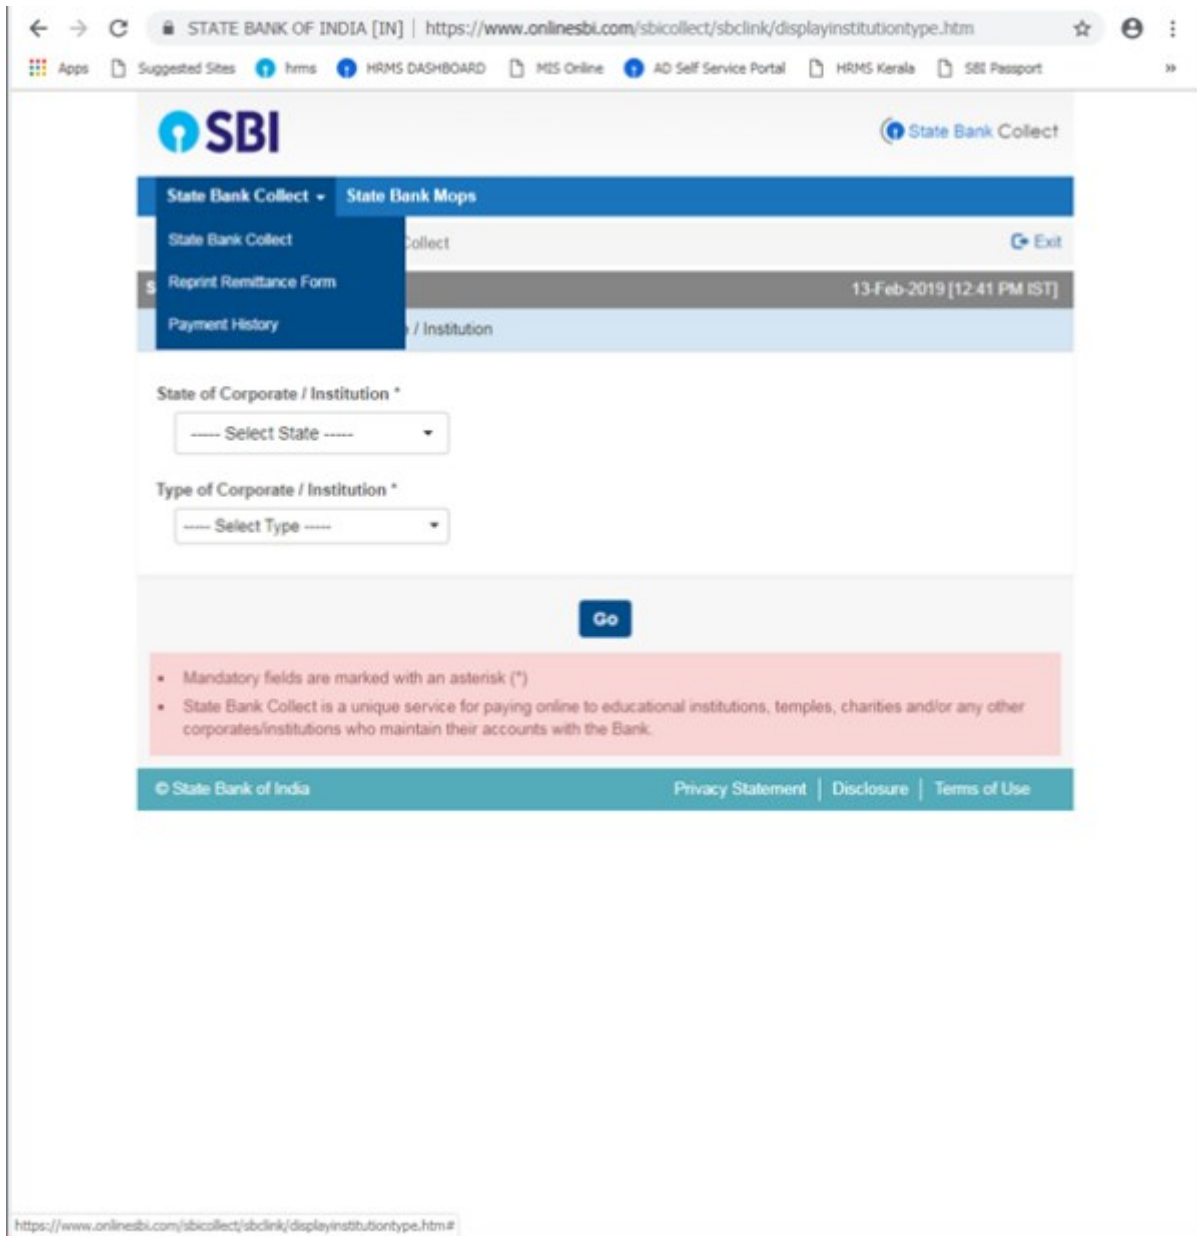 STATE BANK OF INDIA [IN] | https://www.onlinesbi.com/sbicollect/sbclink/displayinstitutiontype.htm
Apps Suggested Sites hrms HRMS DASHBOARD MIS Online AD Self Service Portal HRMS Kerala SBI Passport »
SBI
State Bank Collect
State Bank Collect State Bank Mops
State Bank Collect
Collect
Exit
Reprint Remittance Form
S
13-Feb-2019 [12:41 PM IST]
Payment History
/ Institution
State of Corporate / Institution *
----- Select State -----
Type of Corporate / Institution *
----- Select Type -----
Go
Mandatory fields are marked with an asterisk (*)
State Bank Collect is a unique service for paying online to educational institutions, temples, charities and/or any other
corporates/institutions who maintain their accounts with the Bank.
© State Bank of India
Privacy Statement | Disclosure | Terms of Use
https://www.onlinesbi.com/sbicollect/sbclink/displayinstitutiontype.htm#